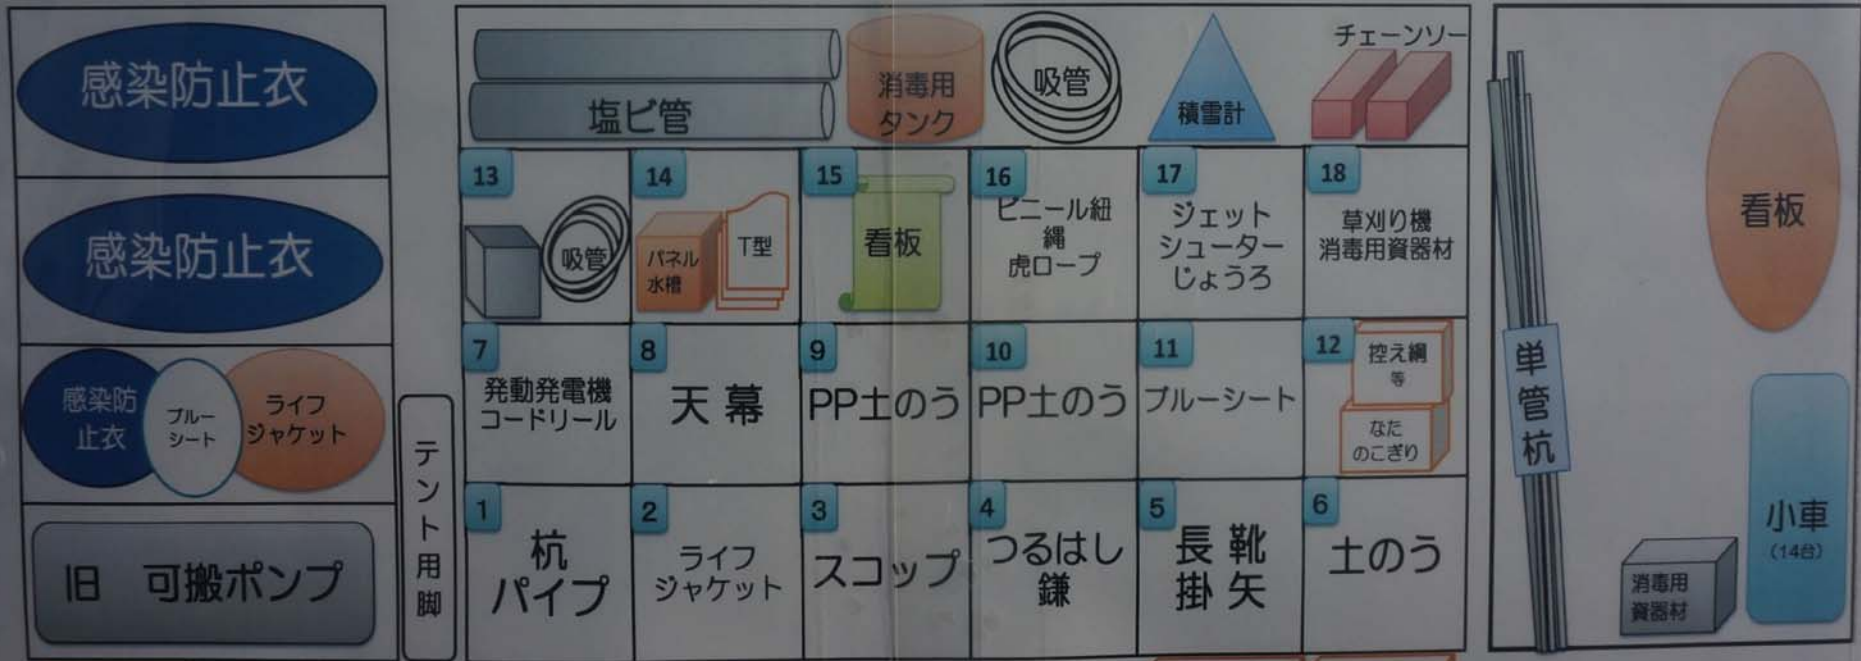 感染防止衣
感染防止衣
感染防
止衣
ブルー
シート
ライフ
ジャケット
旧 可搬ポンプ
テント用脚
塩ビ管
消毒用
タンク
吸管
積雪計
チェーンソー
13
吸管
14
パネル
水槽
T型
15
看板
16
ビニール紐
縄
虎ロープ
17
ジェット
シューター
じょうろ
18
草刈り機
消毒用資器材
7
発動発電機
コードリール
8
天幕
9
PP土のう
10
PP土のう
11
ブルーシート
12
控え綱
等
なた
のこぎり
1
杭
パイプ
2
ライフ
ジャケット
3
スコップ
4
つるはし
鎌
5
長靴
掛矢
6
土のう
単管杭
看板
小車
(14台)
消毒用
資器材